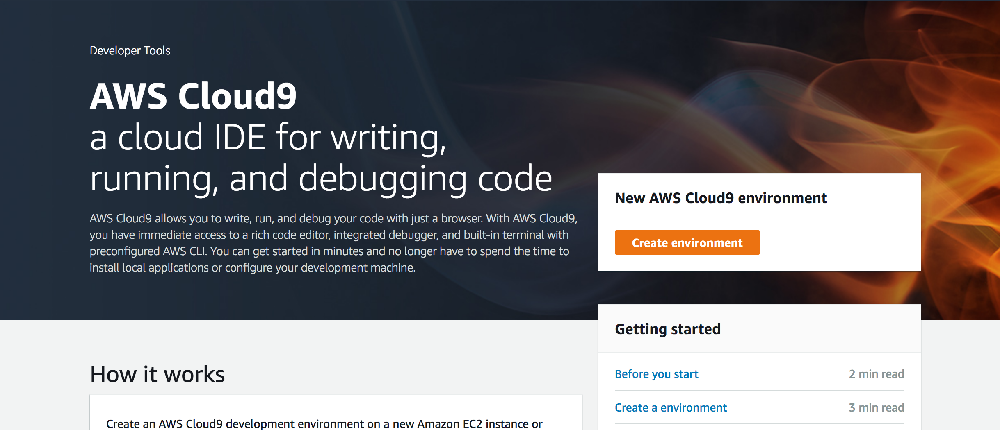 Developer Tools
AWS Cloud9
a cloud IDE for writing,
running, and debugging code
AWS Cloud9 allows you to write, run, and debug your code with just a browser. With AWS Cloud9,
you have immediate access to a rich code editor, integrated debugger, and built-in terminal with
preconfigured AWS CLI. You can get started in minutes and no longer have to spend the time to
install local applications or configure your development machine.
New AWS Cloud9 environment
Create environment
Getting started
Before you start 2 min read
Create a environment 3 min read
How it works
Create an AWS Cloud9 development environment on a new Amazon EC2 instance or